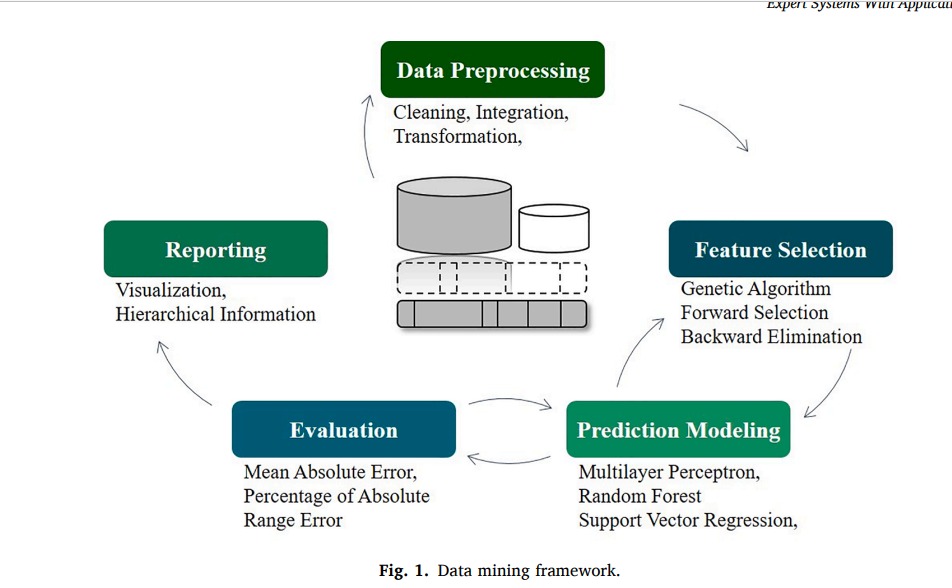 Expert Systems With Applicati
Data Preprocessing
Cleaning, Integration,
Transformation,
Reporting
Visualization,
Hierarchical Information
Feature Selection
Genetic Algorithm
Forward Selection
Backward Elimination
Evaluation
Mean Absolute Error,
Percentage of Absolute
Range Error
Prediction Modeling
Multilayer Perceptron,
Random Forest
Support Vector Regression,
Fig. 1. Data mining framework.